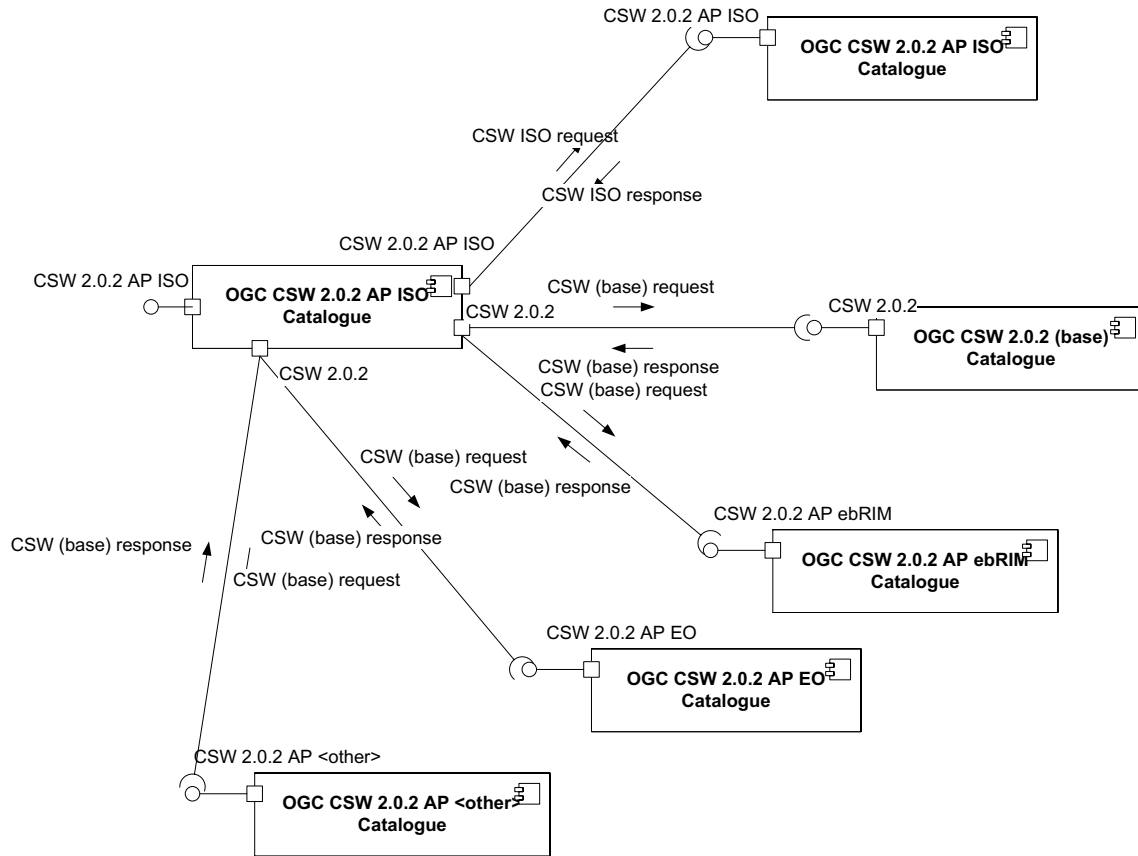 CSW 2.0.2 AP ISO
OGC CSW 2.0.2 AP ISO
Catalogue
CSW ISO request
CSW ISO response
CSW 2.0.2 AP ISO
CSW 2.0.2 AP ISO
OGC CSW 2.0.2 AP ISO
Catalogue
CSW 2.0.2
CSW (base) request
CSW 2.0.2
OGC CSW 2.0.2 (base)
Catalogue
CSW (base) response
CSW (base) request
CSW 2.0.2
CSW (base) request
CSW (base) response
CSW 2.0.2 AP ebRIM
OGC CSW 2.0.2 AP ebRIM
Catalogue
CSW (base) response
CSW (base) response
CSW (base) request
CSW 2.0.2 AP EO
OGC CSW 2.0.2 AP EO
Catalogue
CSW 2.0.2 AP <other>
OGC CSW 2.0.2 AP <other>
Catalogue